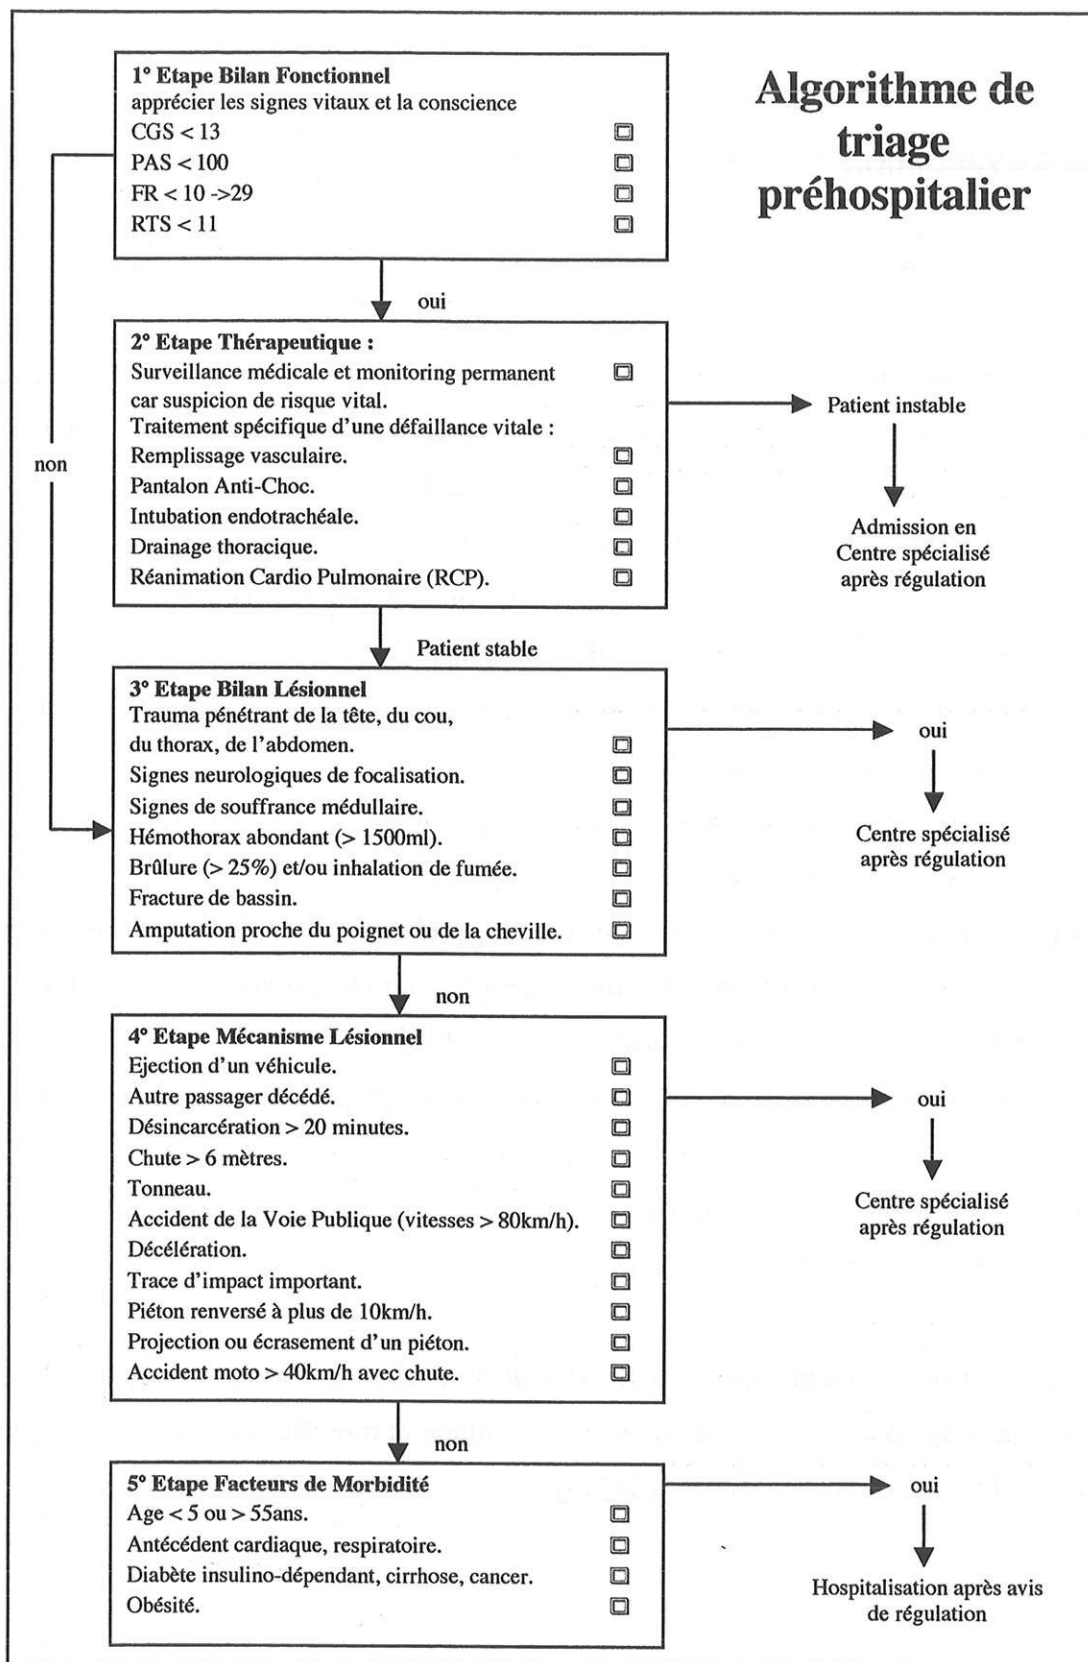 Algorithme de
triage
préhospitalier
1° Etape Bilan Fonctionnel
apprécier les signes vitaux et la conscience
CGS < 13
PAS < 100
FR < 10 ->29
RTS < 11
oui
non
2° Etape Thérapeutique :
Surveillance médicale et monitoring permanent
car suspicion de risque vital.
Traitement spécifique d'une défaillance vitale :
Remplissage vasculaire.
Pantalon Anti-Choc.
Intubation endotrachéale.
Drainage thoracique.
Réanimation Cardio Pulmonaire (RCP).
Patient instable
Admission en
Centre spécialisé
après régulation
Patient stable
3° Etape Bilan Lésionnel
Trauma pénétrant de la tête, du cou,
du thorax, de l'abdomen.
Signes neurologiques de focalisation.
Signes de souffrance médullaire.
Hémothorax abondant (> 1500ml).
Brûlure (> 25%) et/ou inhalation de fumée.
Fracture de bassin.
Amputation proche du poignet ou de la cheville.
oui
Centre spécialisé
après régulation
non
4° Etape Mécanisme Lésionnel
Ejection d'un véhicule.
Autre passager décédé.
Désincarcération > 20 minutes.
Chute > 6 mètres.
Tonneau.
Accident de la Voie Publique (vitesses > 80km/h).
Décélération.
Trace d'impact important.
Piéton renversé à plus de 10km/h.
Projection ou écrasement d'un piéton.
Accident moto > 40km/h avec chute.
oui
Centre spécialisé
après régulation
non
5° Etape Facteurs de Morbidité
Age < 5 ou > 55ans.
Antécédent cardiaque, respiratoire.
Diabète insulino-dépendant, cirrhose, cancer.
Obésité.
oui
Hospitalisation après avis
de régulation